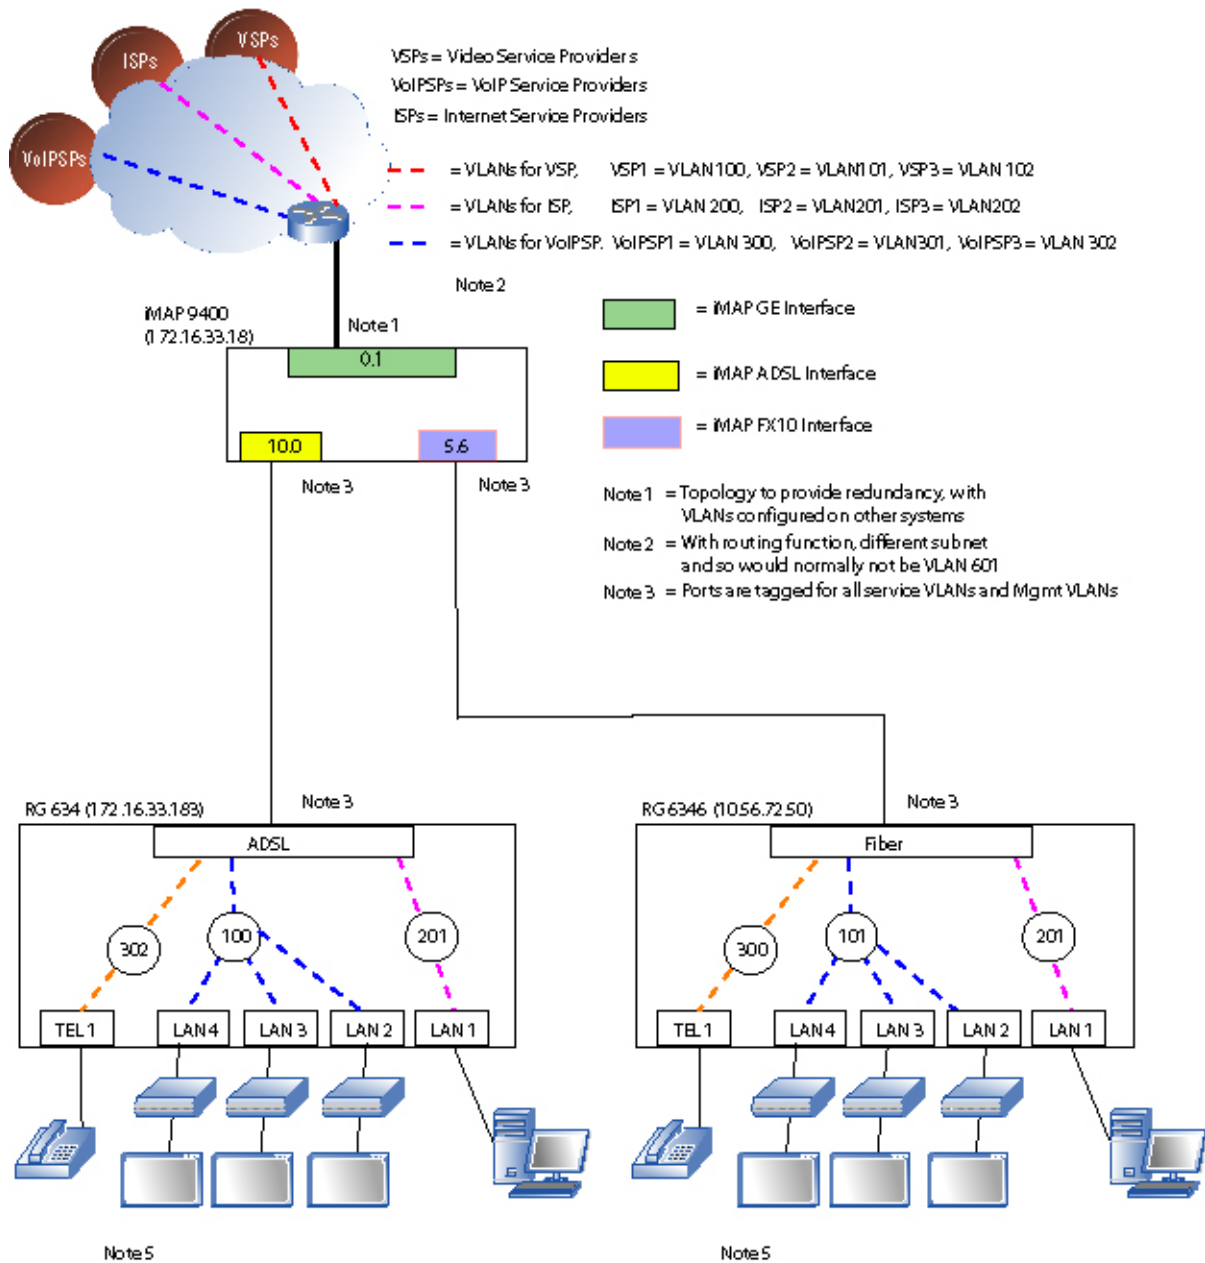 VSPs
ISPs
VoIPSPs
VSPs = Video Service Providers
VoIPSPs = VoIP Service Providers
ISPs = Internet Service Providers
= VLANs for VSP, VSP1 = VLAN 100, VSP2 = VLAN101, VSP3 = VLAN 102
= VLANs for ISP, ISP1 = VLAN 200, ISP2 = VLAN201, ISP3 = VLAN202
= VLANs for VoIPSP. VoIPSP1 = VLAN 300, VoIPSP2 = VLAN301, VoIPSP3 = VLAN 302
Note 2
iMAP 9400
(172.16.33.18)
Note 1
0.1
10.0
5.6
Note 3
Note 3
= iMAP GE Interface
= iMAP ADSL Interface
= iMAP FX10 Interface
Note 1 = Topology to provide redundancy, with
VLANs configured on other systems
Note 2 = With routing function, different subnet
and so would normally not be VLAN 601
Note 3 = Ports are tagged for all service VLANs and Mgmt VLANs
RG 634 (172.16.33.183)
Note 3
ADSL
302
100
201
TEL 1
LAN 4
LAN 3
LAN 2
LAN 1
Note 5
RG 6346 (10.56.72.50)
Note 3
Fiber
300
101
201
TEL 1
LAN 4
LAN 3
LAN 2
LAN 1
Note 5